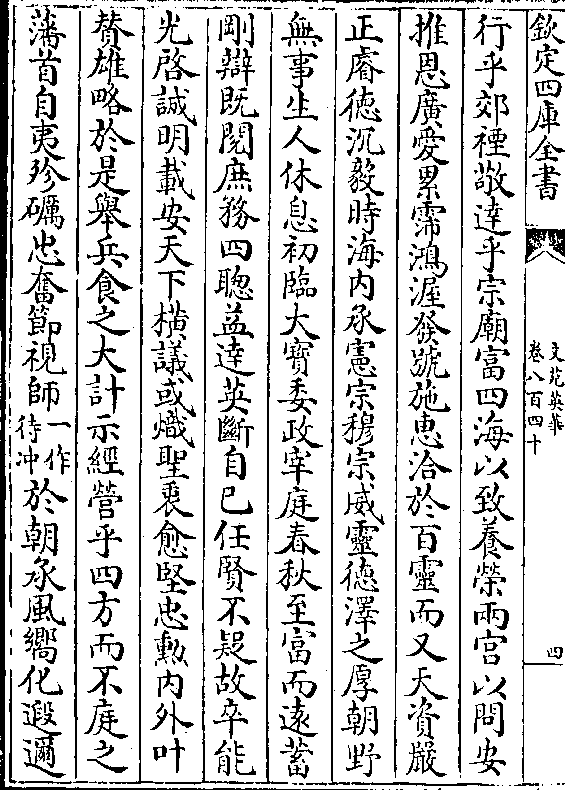 欽定四庫全書
文苑英華
卷八百四十
四
行乎郊禋敬達乎宗廟富四海以致養榮兩宫以問安
推恩廣愛累霈鴻渥發號施惠洽於百靈而又天資嚴
正睿徳沉毅時海内承憲宗穆宗威靈徳澤之厚朝野
無事生人休息初臨大寳委政宰庭春秋至富而遠蓄
剛辯既閱庶務四聰益達英斷自已任賢不疑故卒能
光啓誠明載安天下横議或熾聖衷愈堅忠勲内外叶
賛雄略於是舉兵食之大計示經營乎四方而不庭之
藩首自夷殄礪忠奮節視師一作待冲於朝承風嚮化遐邇